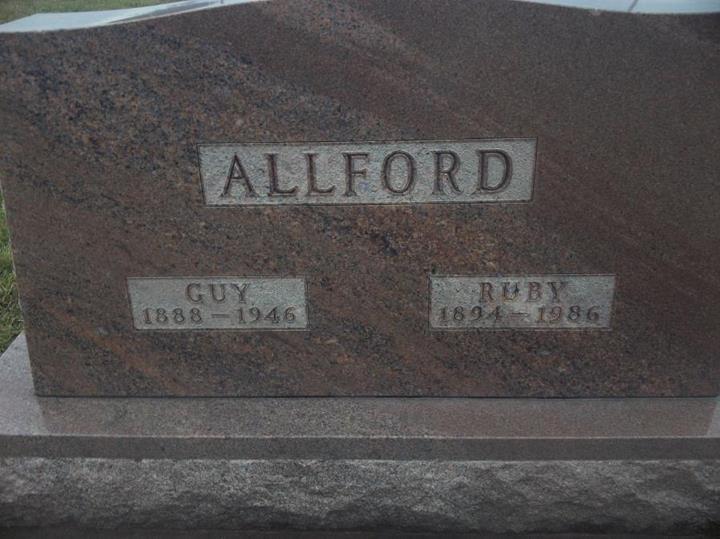 ALLFORD
GUY
1888 – 1946
RUBY
1894 – 1986